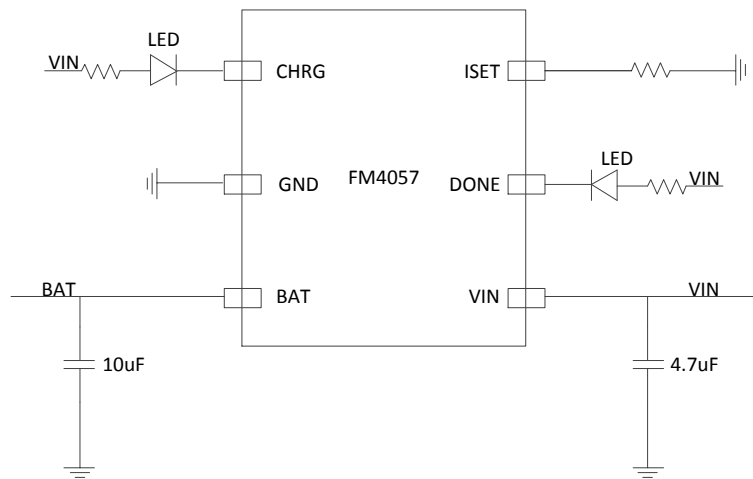 LED
VIN
CHRG
ISET
LED
GND
FM4057
DONE
VIN
BAT
BAT
VIN
VIN
10uF
4.7uF